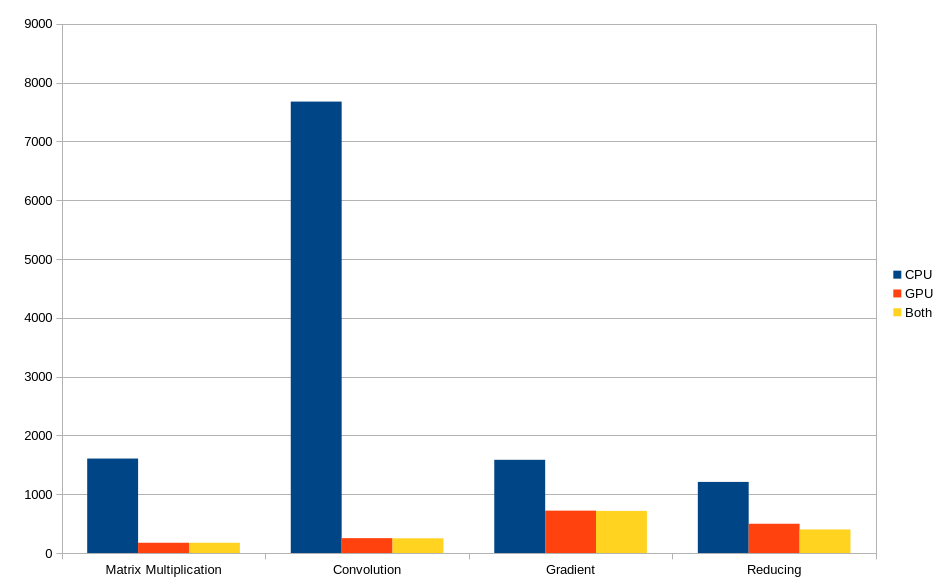 9000
8000
7000
6000
5000
4000
3000
2000
1000
0
Matrix Multiplication
Convolution
Gradient
Reducing
CPU
GPU
Both